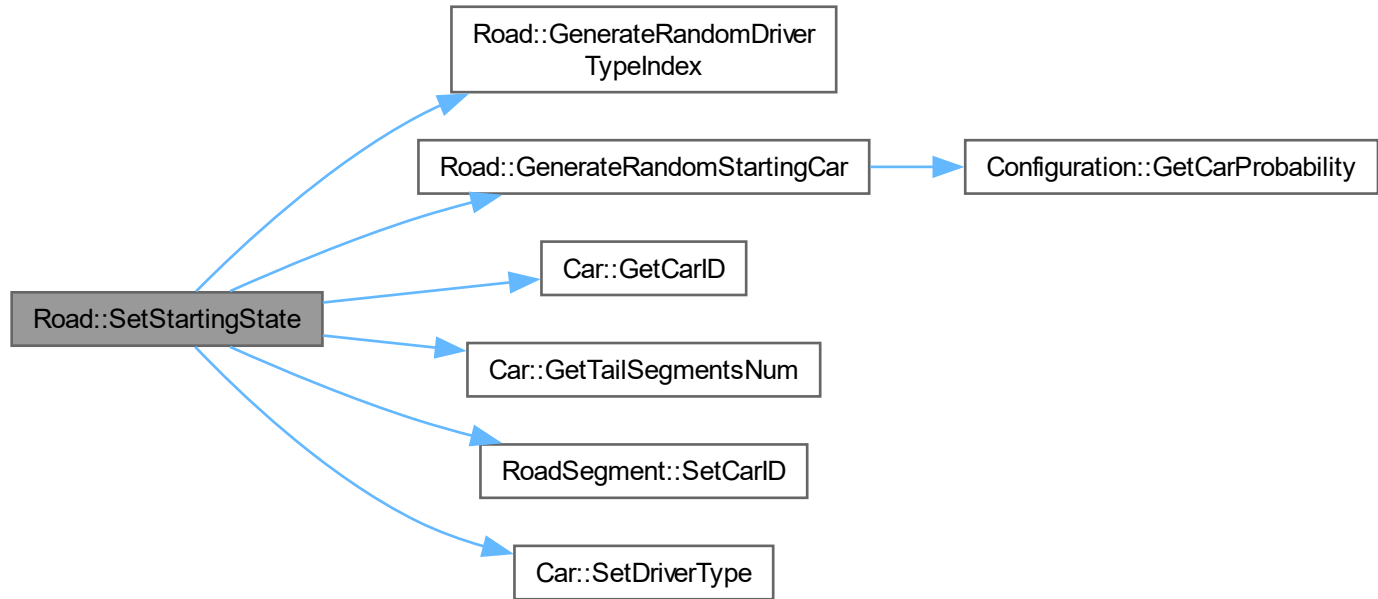 Road::GenerateRandomDriver
TypeIndex
Road::GenerateRandomStartingCar
Configuration::GetCarProbability
Car::GetCarID
Road::SetStartingState
Car::GetTailSegmentsNum
RoadSegment::SetCarID
Car::SetDriverType